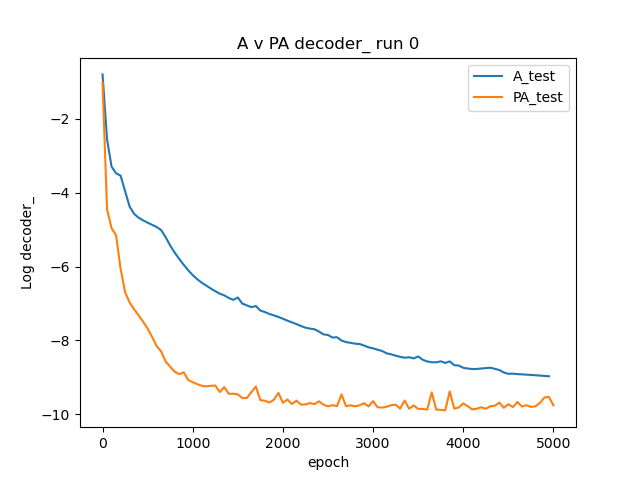 A v PA decoder_ run 0
A_test
PA_test
Log decoder_
−2
−4
−6
−8
−10
0
1000
2000
3000
4000
5000
epoch